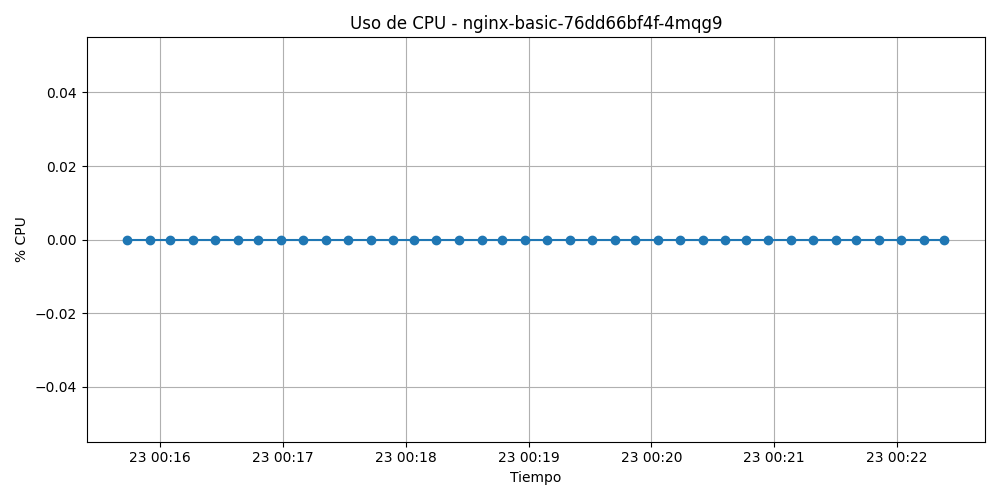 Uso de CPU - nginx-basic-76dd66bf4f-4mqg9
0.04
0.02
0.00
−0.02
−0.04
% CPU
23 00:16 23 00:17 23 00:18 23 00:19 23 00:20 23 00:21 23 00:22
Tiempo